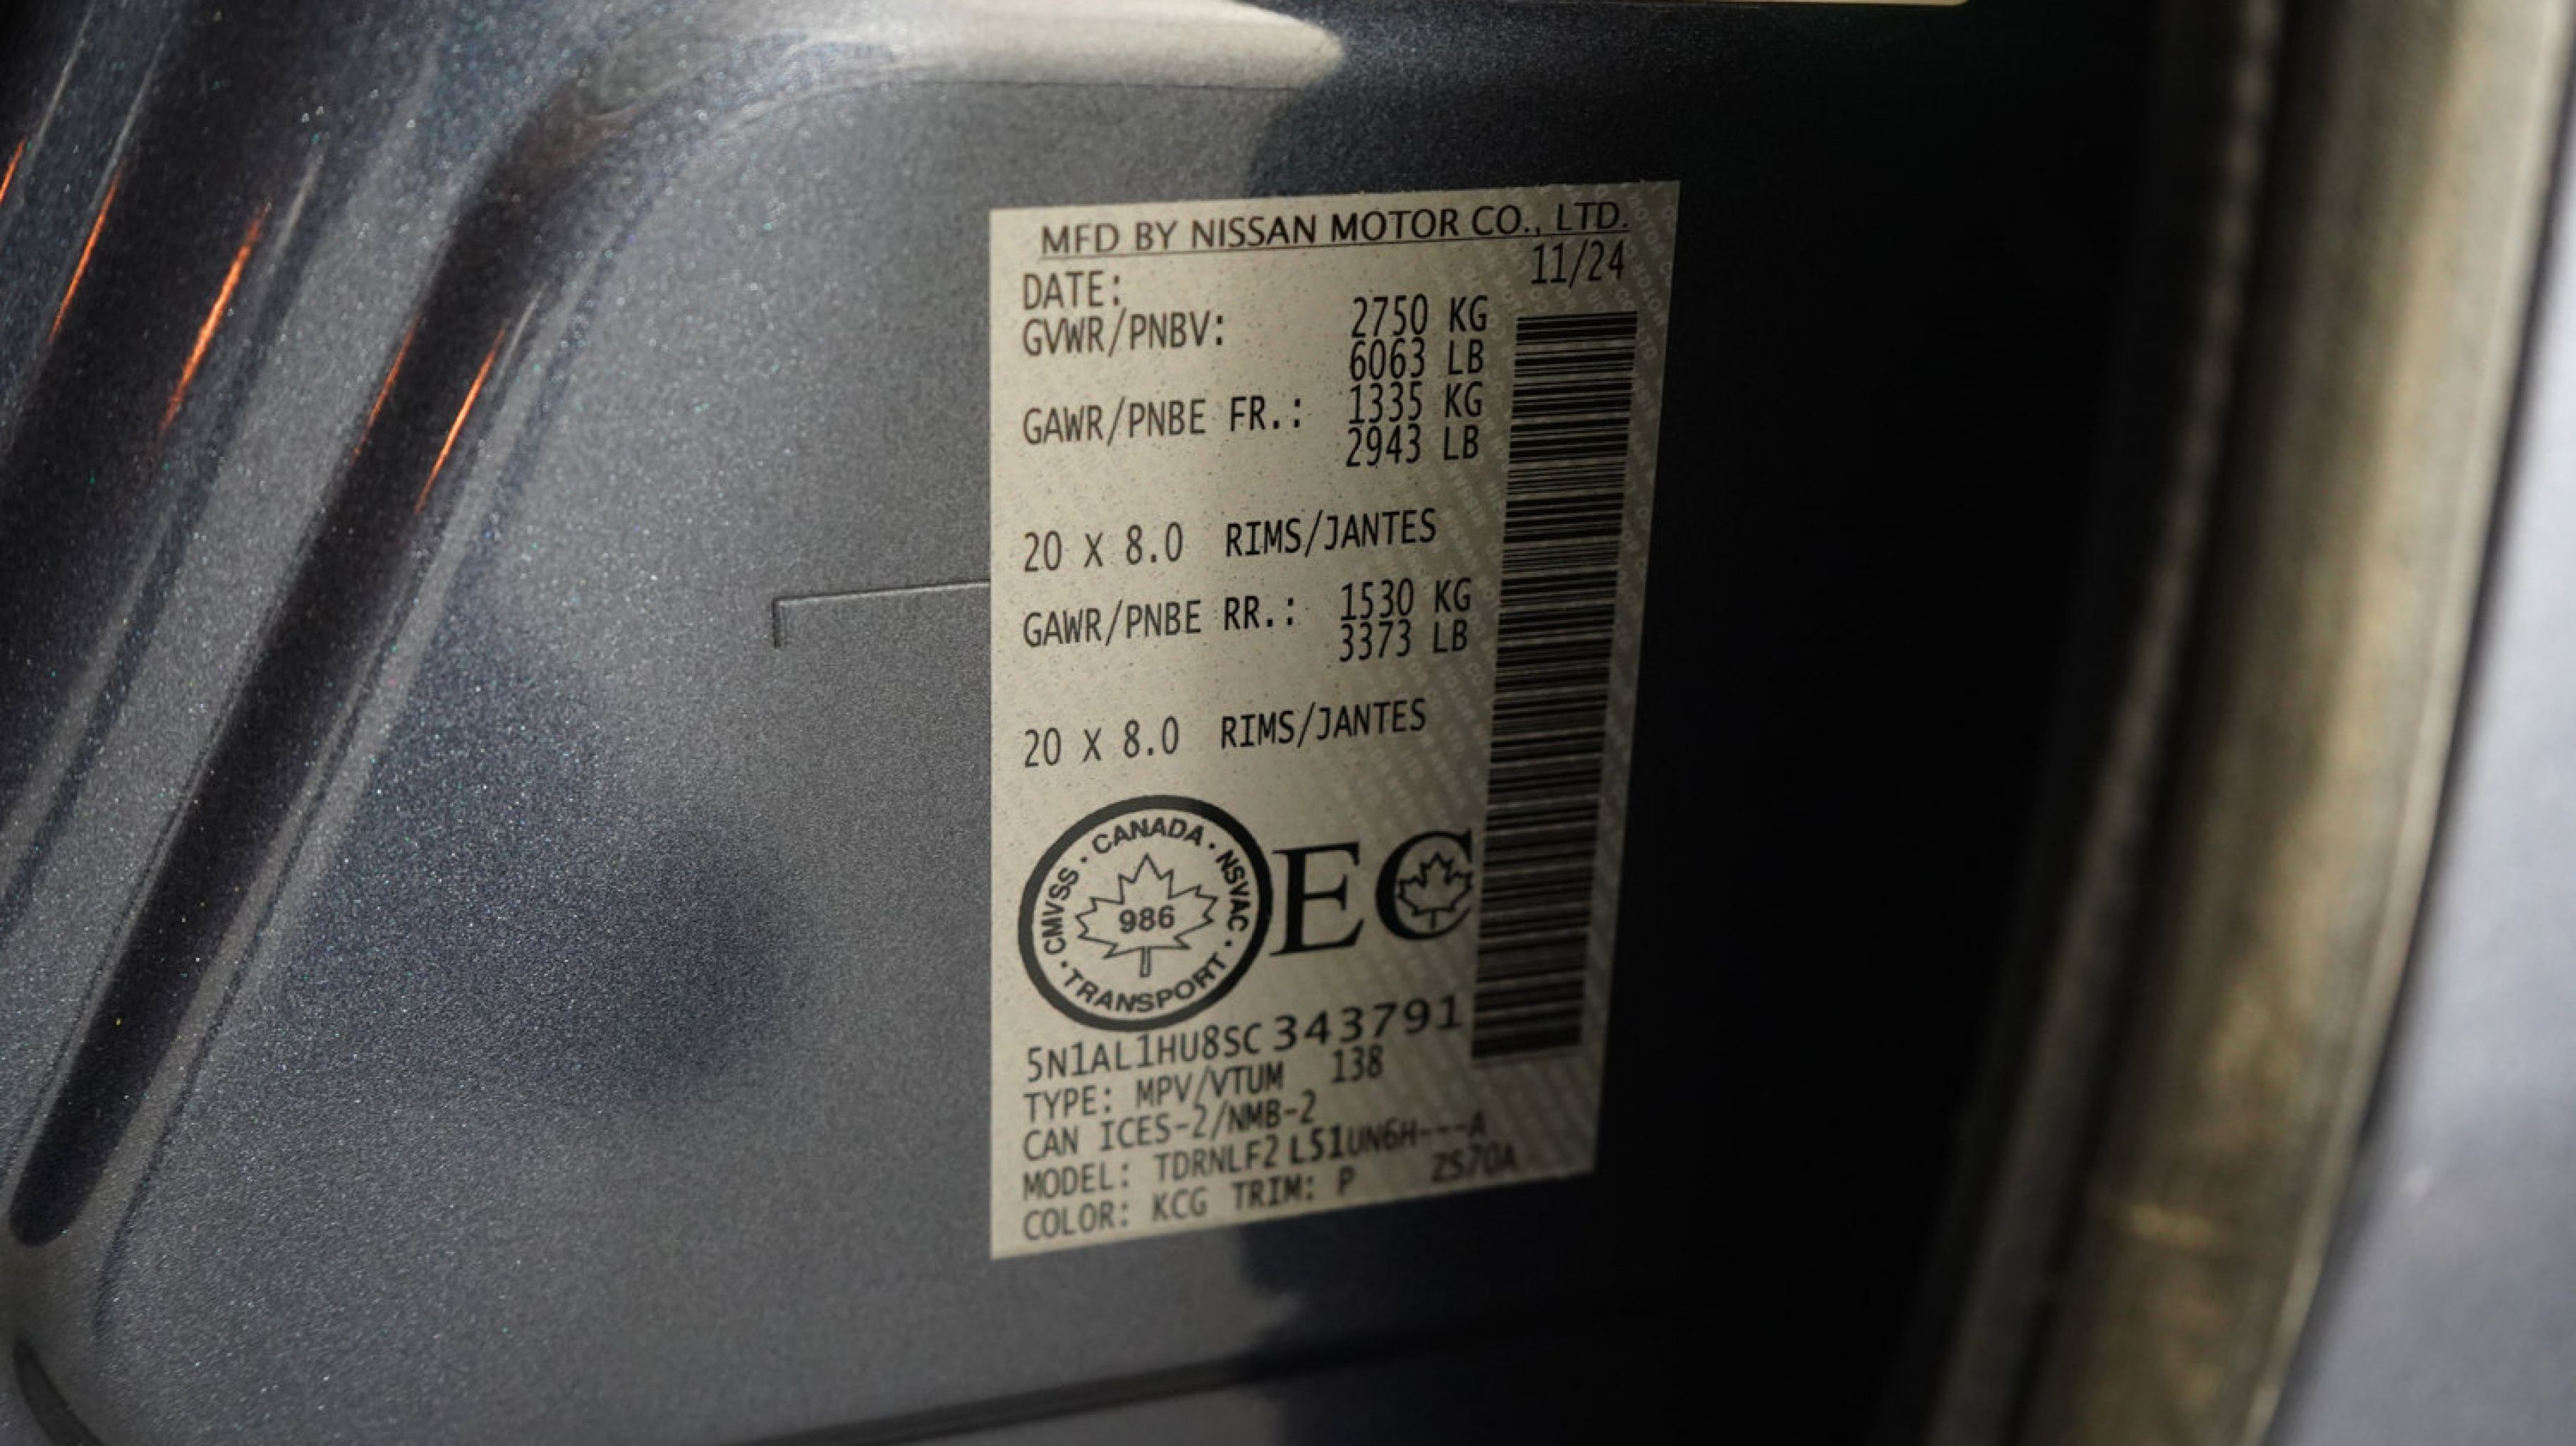 MFD BY NISSAN MOTOR CO., LTD.
DATE: 11/24
GVWR/PNBV: 2750 KG
6063 LB
GAWR/PNBE FR.: 1335 KG
2943 LB
20 X 8.0 RIMS/JANTES
GAWR/PNBE RR.: 1530 KG
3373 LB
20 X 8.0 RIMS/JANTES
CMVSS · CANADA · NSVAC · TRANSPORT ·
986
EC
5N1AL1HU8SC343791
TYPE: MPV/VTUM 138
CAN ICES-2/NMB-2
MODEL: TDRNLF2 L51UN6H---A
COLOR: KCG TRIM: P ZS70A